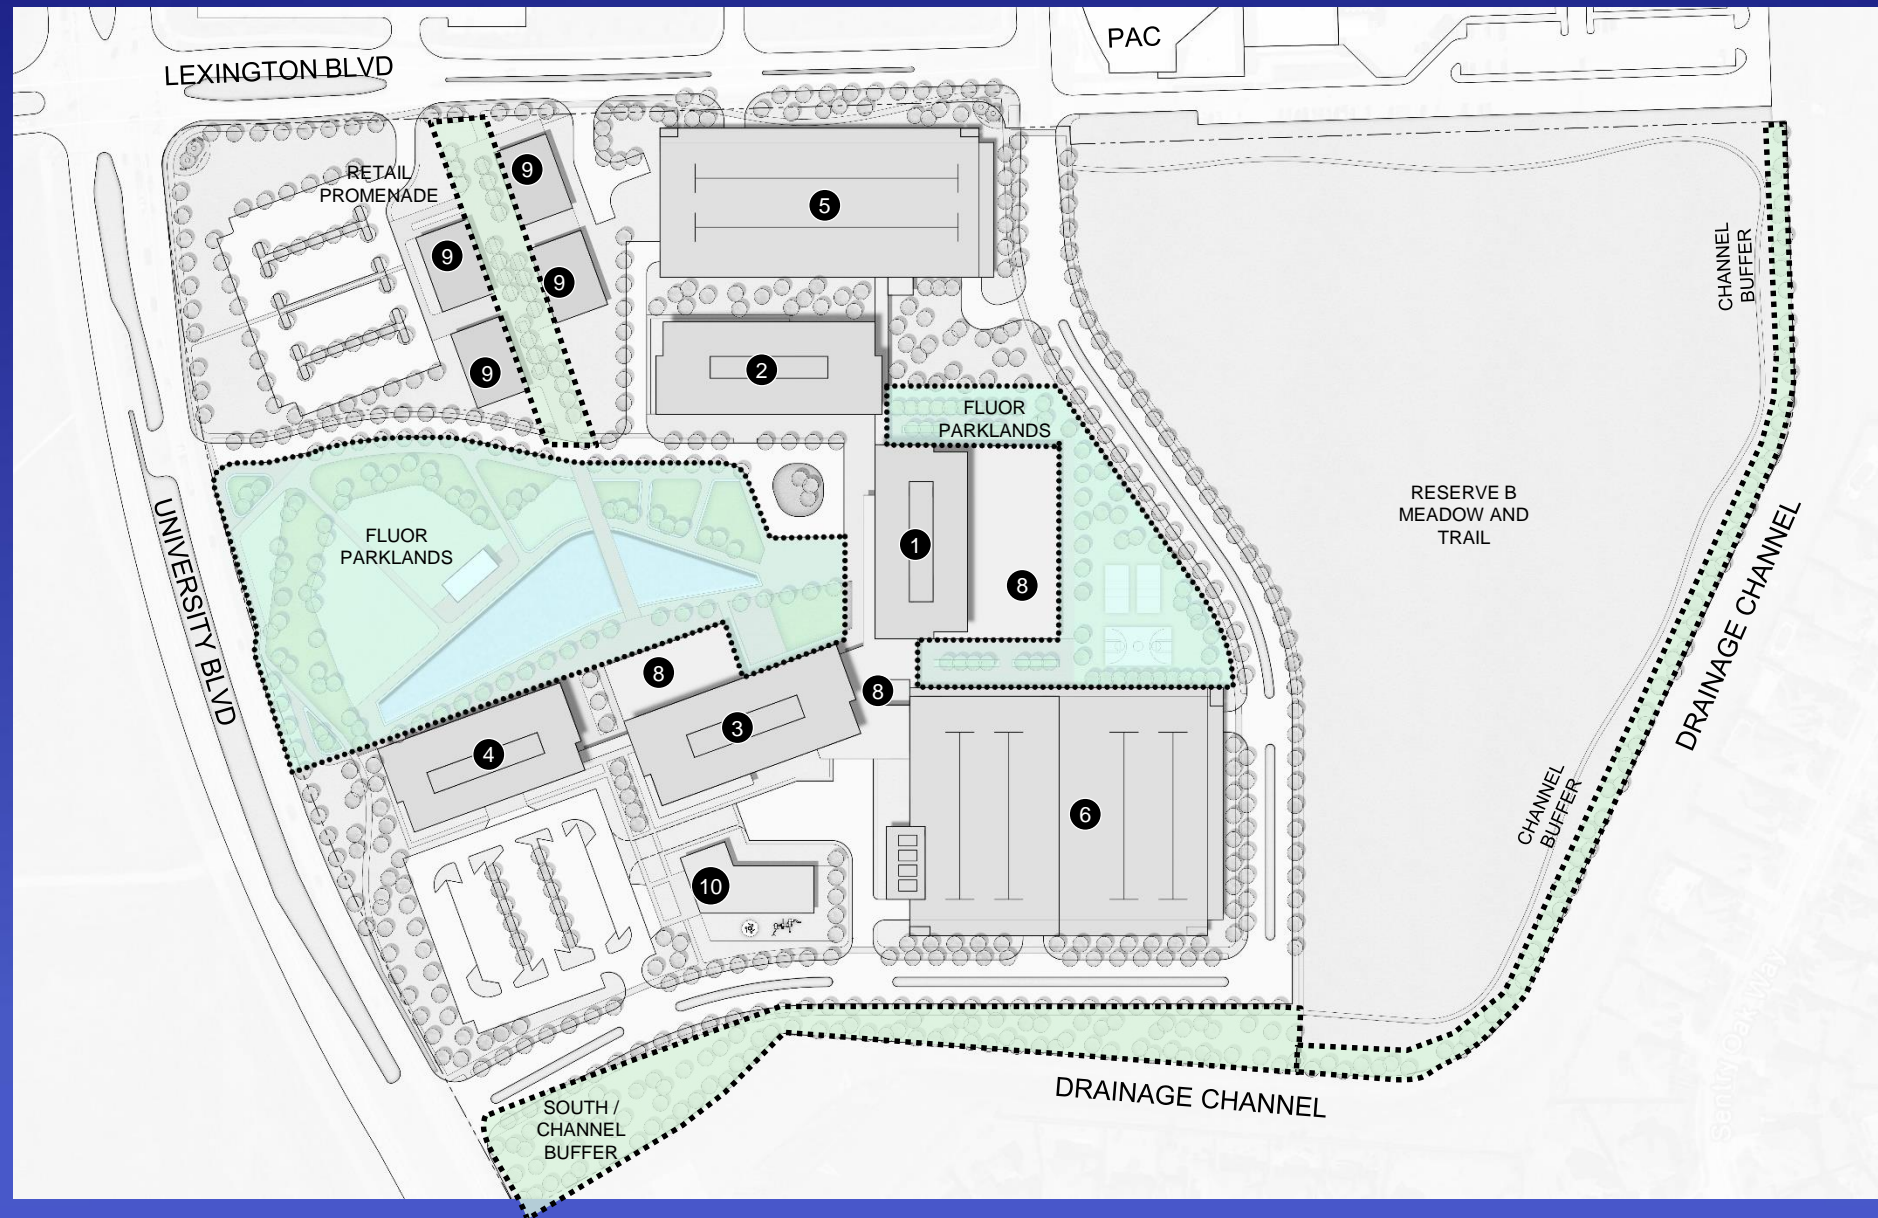 PAC
LEXINGTON BLVD
RETAIL
PROMENADE
9
5
9
9
CHANNEL
BUFFER
2
9
FLUOR
PARKLANDS
RESERVE B
MEADOW AND
TRAIL
FLUOR
PARKLANDS
1
8
UNIVERSITY BLVD
DRAINAGE CHANNEL
8
8
3
4
CHANNEL
BUFFER
6
10
DRAINAGE CHANNEL
SOUTH /
CHANNEL
BUFFER